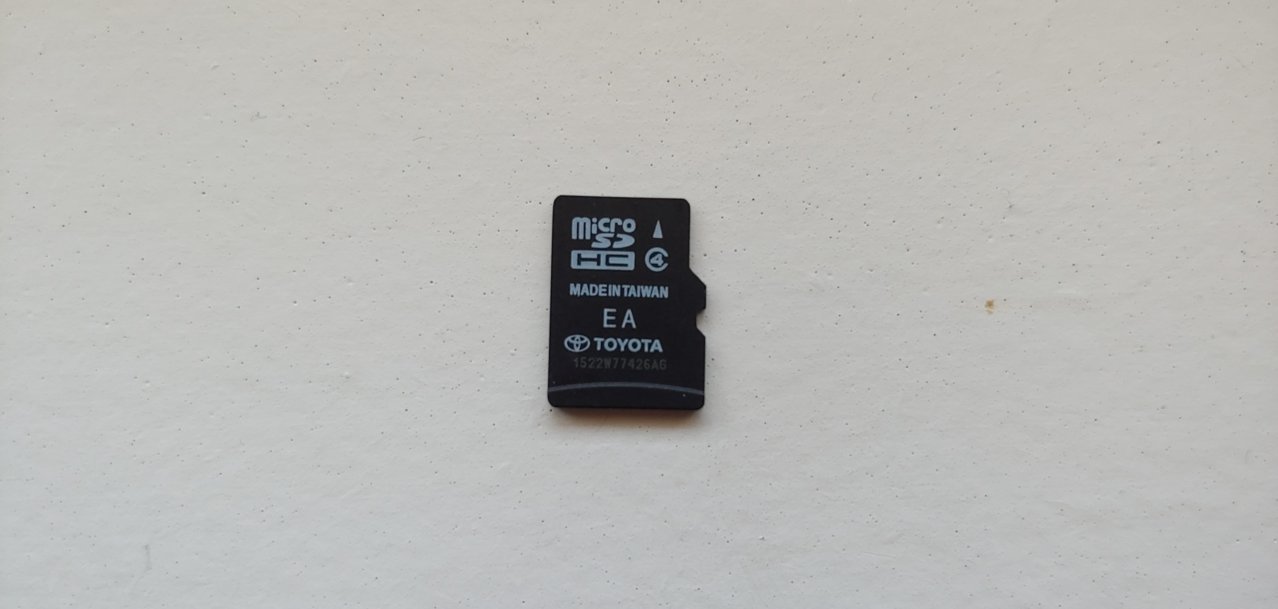 micro
SD
HC 4
MADE IN TAIWAN
EA
TOYOTA
1522W77426AG